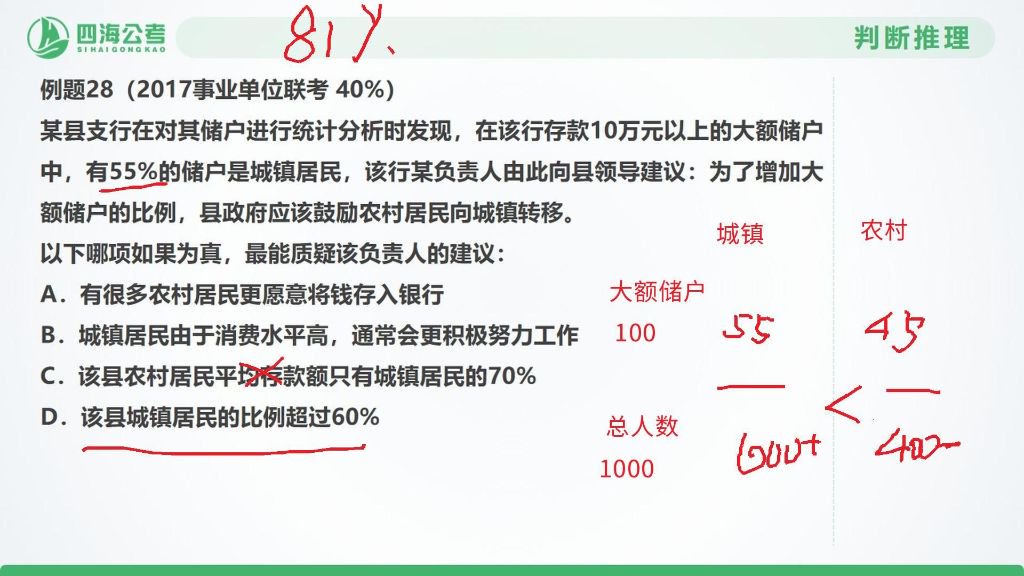 四海公考
SIHAIGONGKAO
81%
判断推理
例题28（2017事业单位联考 40%）
某县支行在对其储户进行统计分析时发现，在该行存款10万元以上的大额储户
中，有55%的储户是城镇居民，该行某负责人由此向县领导建议：为了增加大
额储户的比例，县政府应该鼓励农村居民向城镇转移。
以下哪项如果为真，最能质疑该负责人的建议：
A．有很多农村居民更愿意将钱存入银行
B．城镇居民由于消费水平高，通常会更积极努力工作
C．该县农村居民平均存款额只有城镇居民的70%
D．该县城镇居民的比例超过60%
城镇 农村
大额储户
100 55 45
<
总人数
1000 600+ 400-